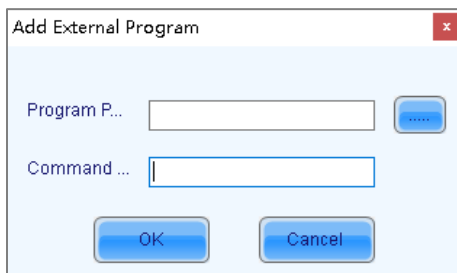 Add External Program
x
Program P...
.....
Command ...
OK Cancel